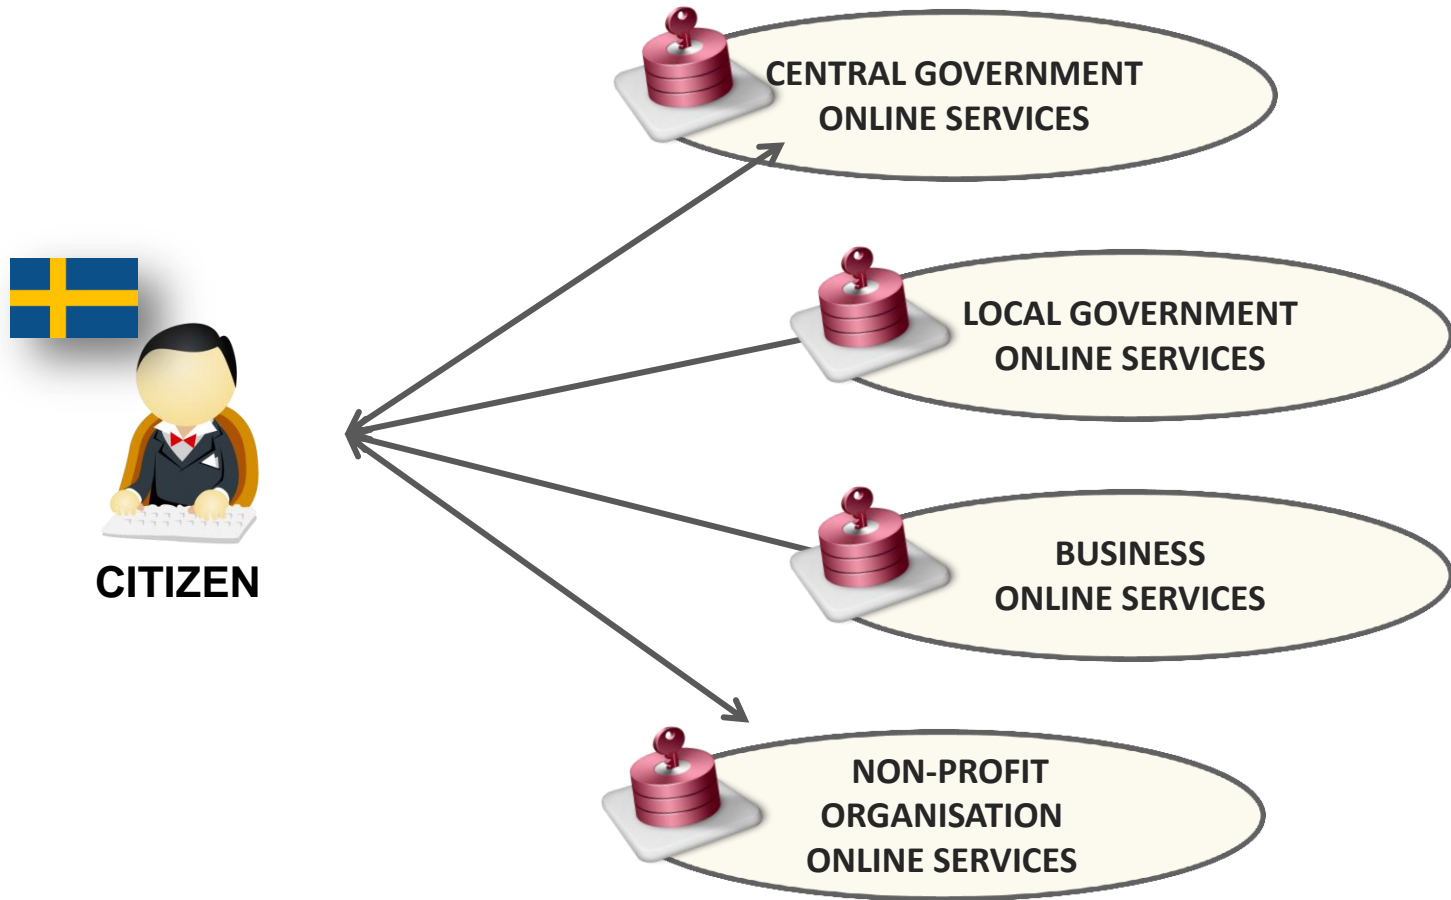 CENTRAL GOVERNMENT
ONLINE SERVICES
LOCAL GOVERNMENT
ONLINE SERVICES
CITIZEN
BUSINESS
ONLINE SERVICES
NON-PROFIT
ORGANISATION
ONLINE SERVICES